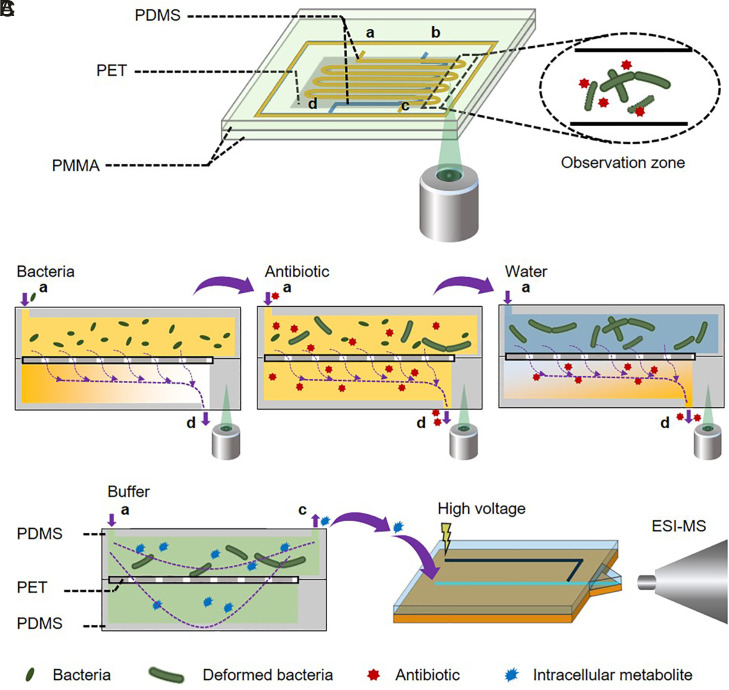 PDMS
a
b
PET
d
c
PMMA
Observation zone
Bacteria
a
Antibiotic
a
Water
a
d
d
d
Buffer
a
c
PDMS
PET
PDMS
High voltage
ESI-MS
Bacteria
Deformed bacteria
Antibiotic
Intracellular metabolite